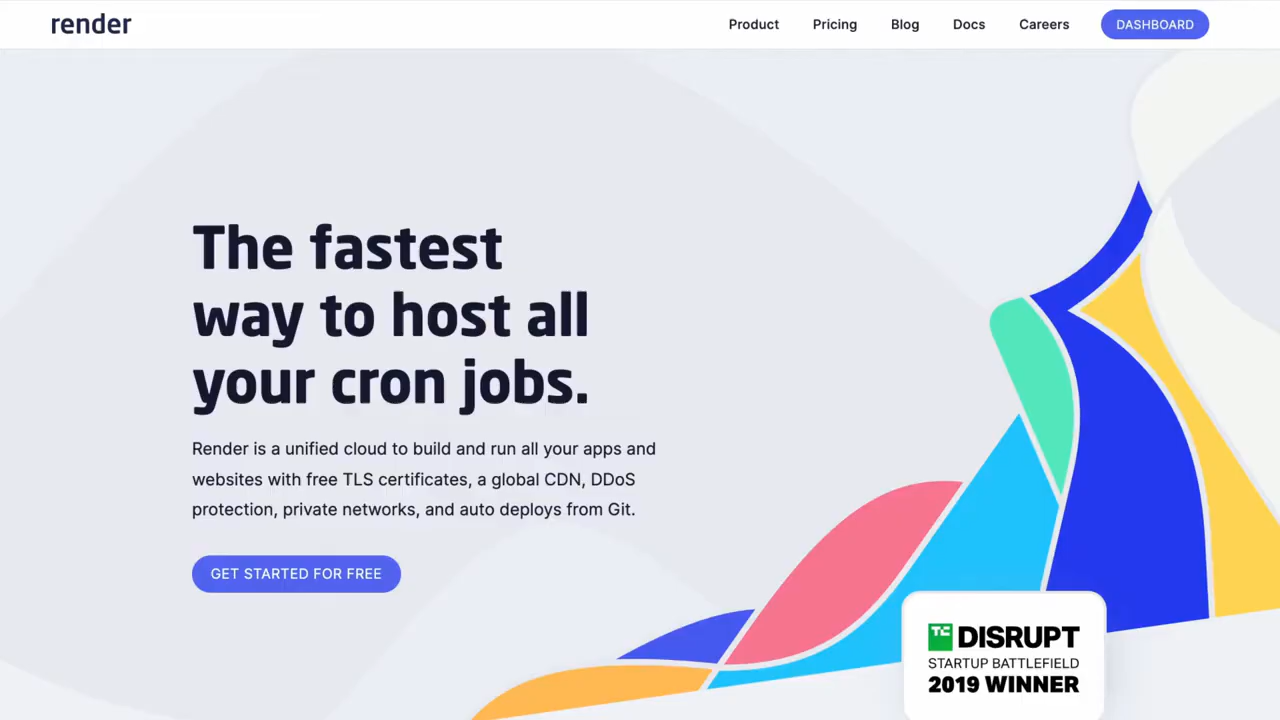 render
Product
Pricing
Blog
Docs
Careers
DASHBOARD
The fastest
way to host all
your cron jobs.
Render is a unified cloud to build and run all your apps and
websites with free TLS certificates, a global CDN, DDoS
protection, private networks, and auto deploys from Git.
GET STARTED FOR FREE
TC DISRUPT
STARTUP BATTLEFIELD
2019 WINNER